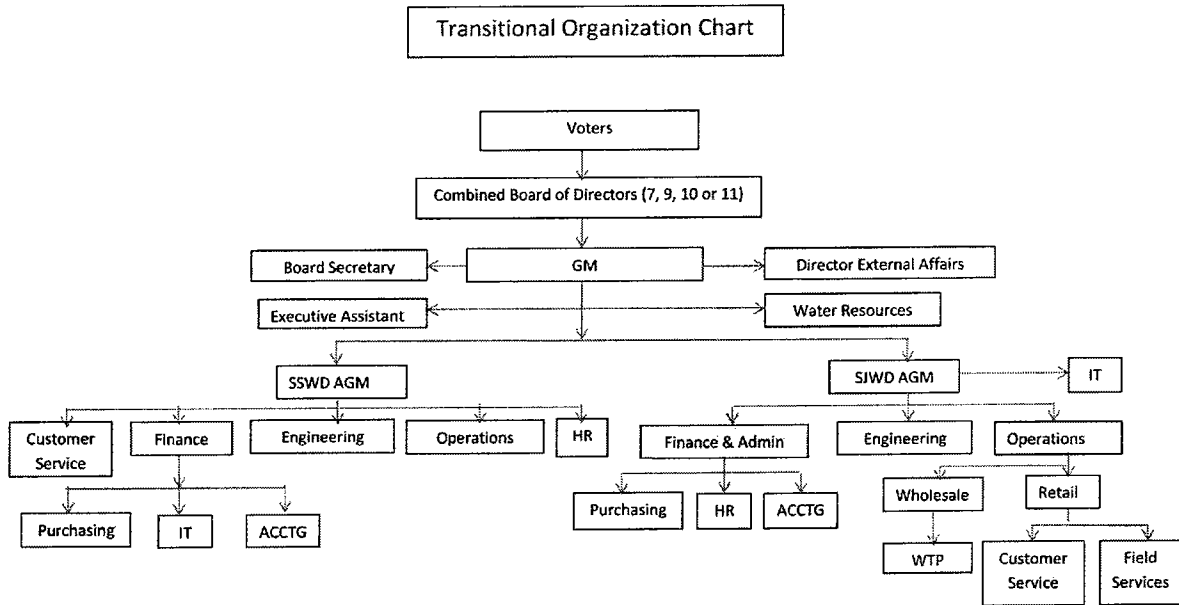 Transitional Organization Chart
Voters
Combined Board of Directors (7, 9, 10 or 11)
Board Secretary
GM
Director External Affairs
Executive Assistant
Water Resources
SSWD AGM
SJWD AGM
IT
Customer
Service
Finance
Engineering
Operations
HR
Finance & Admin
Engineering
Operations
Purchasing
IT
ACCTG
Purchasing
HR
ACCTG
Wholesale
Retail
WTP
Customer
Service
Field
Services